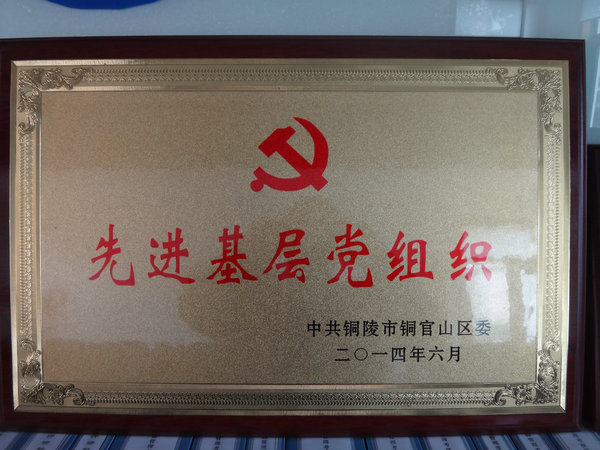 先进基层党组织
中共铜陵市铜官山区委
二〇一四年六月